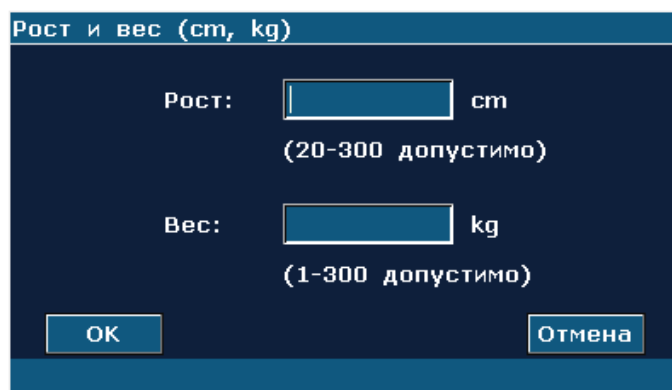 Рост и вес (cm, kg)
Рост: cm
(20-300 допустимо)
Вес: kg
(1-300 допустимо)
OK Отмена